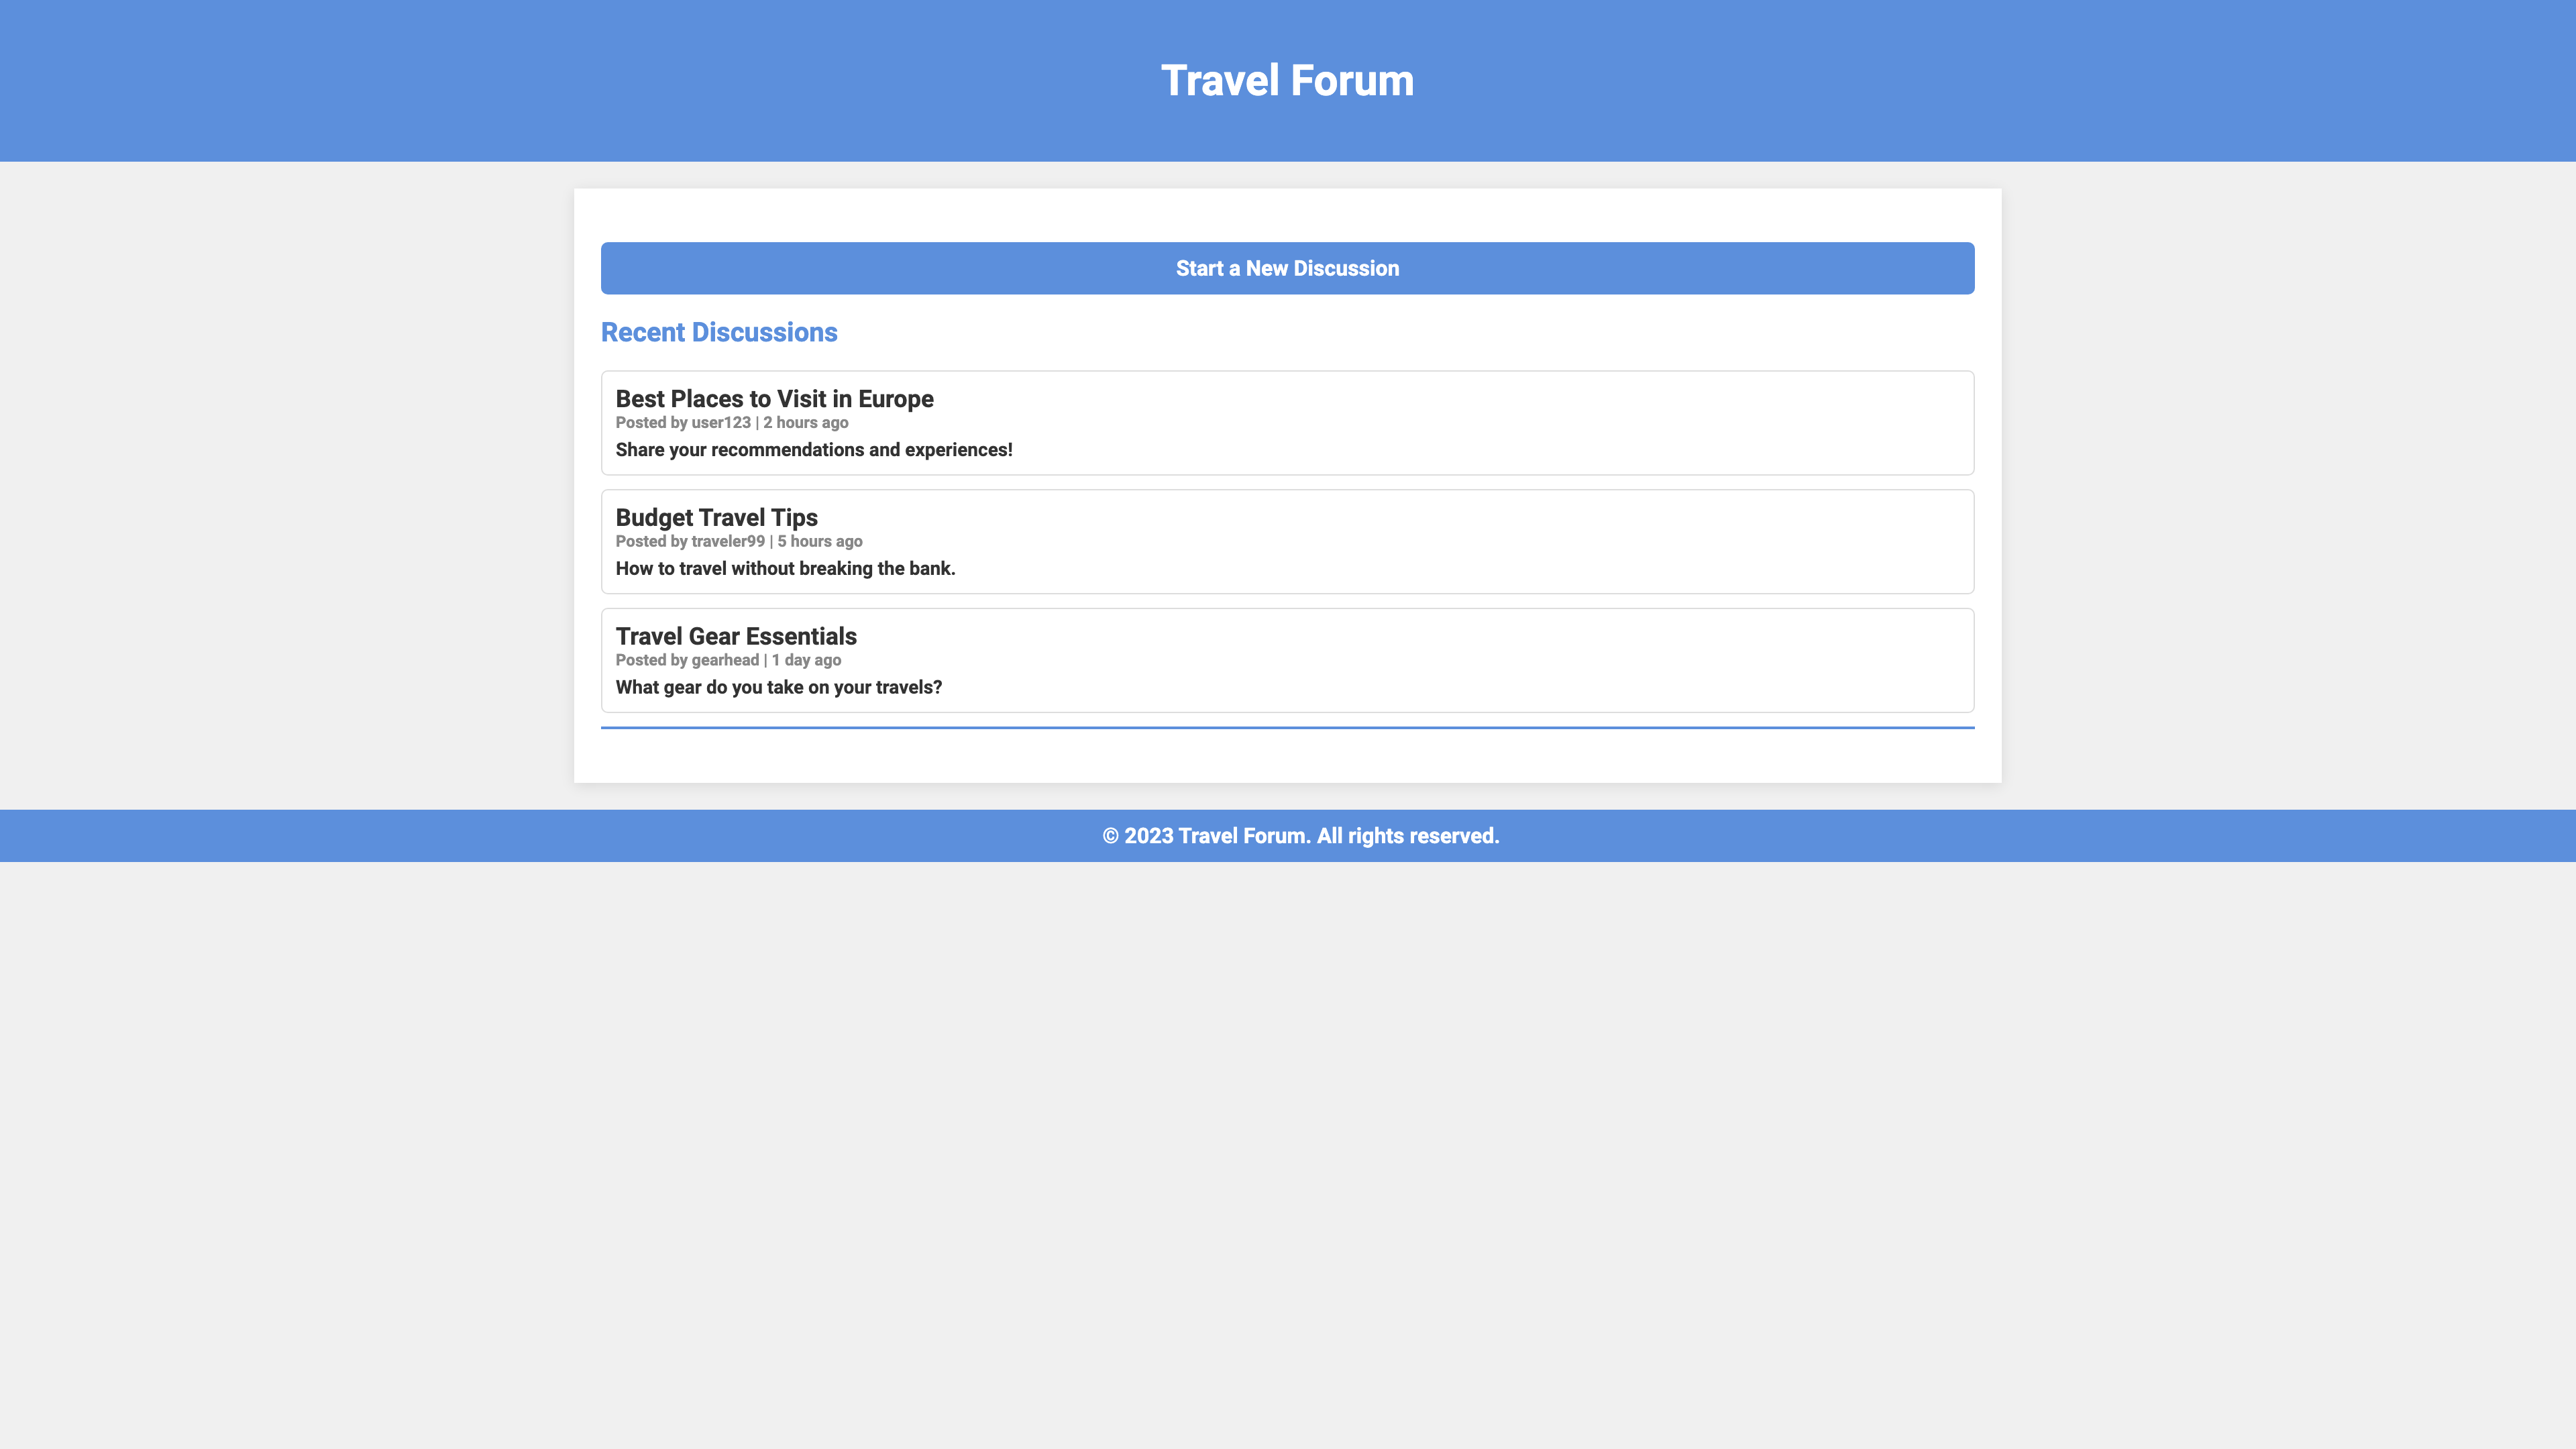 Travel Forum
Start a New Discussion
Recent Discussions
Best Places to Visit in Europe
Posted by user123 | 2 hours ago
Share your recommendations and experiences!
Budget Travel Tips
Posted by traveler99 | 5 hours ago
How to travel without breaking the bank.
Travel Gear Essentials
Posted by gearhead | 1 day ago
What gear do you take on your travels?
© 2023 Travel Forum. All rights reserved.